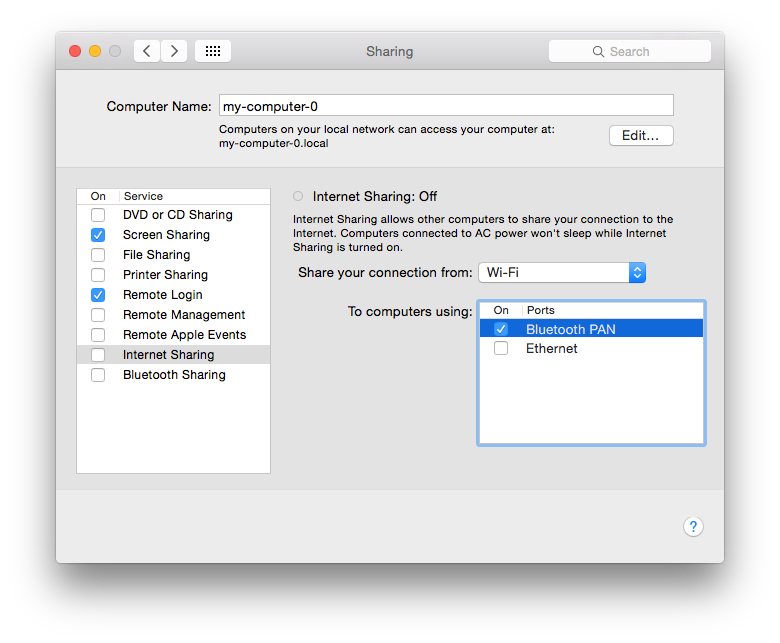 Sharing
Search
Computer Name: my-computer-0
Computers on your local network can access your computer at:
my-computer-0.local
Edit...
On Service
DVD or CD Sharing
Screen Sharing
File Sharing
Printer Sharing
Remote Login
Remote Management
Remote Apple Events
Internet Sharing
Bluetooth Sharing
Internet Sharing: Off
Internet Sharing allows other computers to share your connection to the
Internet. Computers connected to AC power won't sleep while Internet
Sharing is turned on.
Share your connection from: Wi-Fi
To computers using:
On Ports
Bluetooth PAN
Ethernet
?